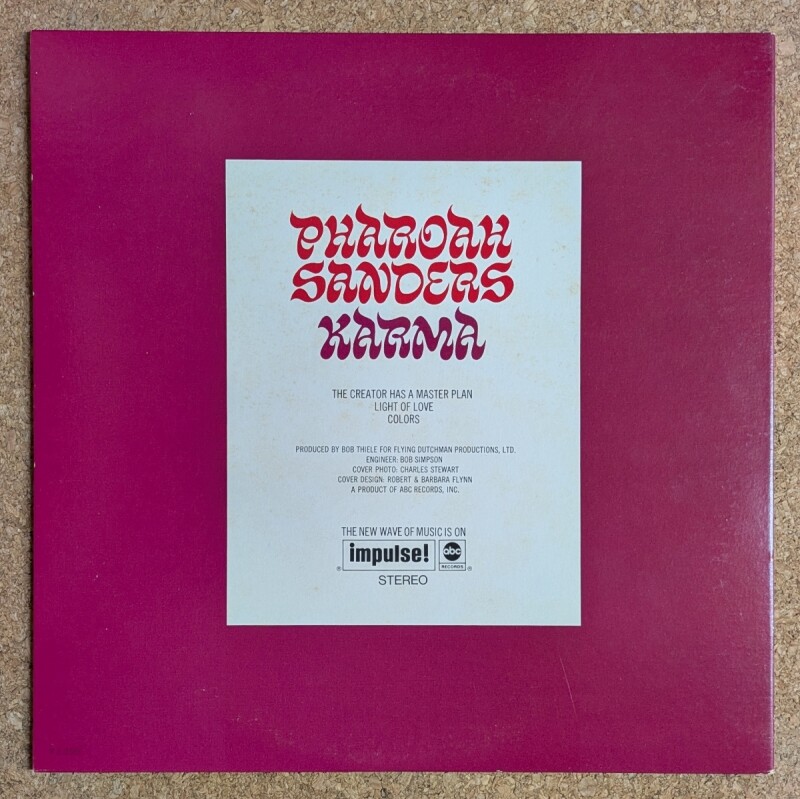 PHAROAH
SANDERS
KARMA
THE CREATOR HAS A MASTER PLAN
LIGHT OF LOVE
COLORS
PRODUCED BY BOB THIELE FOR FLYING DUTCHMAN PRODUCTIONS, LTD.
ENGINEER: BOB SIMPSON
COVER PHOTO: CHARLES STEWART
COVER DESIGN: ROBERT & BARBARA FLYNN
A PRODUCT OF ABC RECORDS, INC.
THE NEW WAVE OF MUSIC IS ON
® impulse! abc RECORDS ®
STEREO